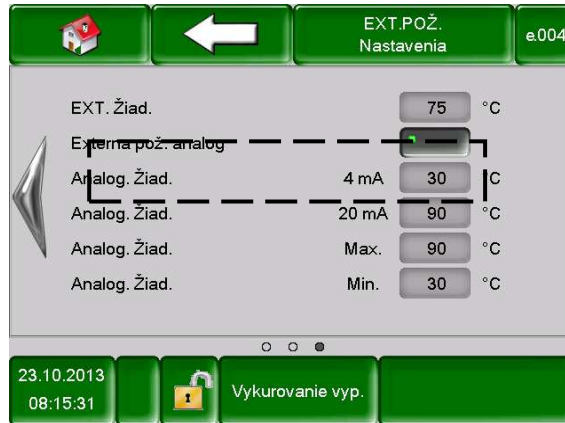 EXT.POŽ.
Nastavenia
e.004
EXT. Žiad. 75 °C
Externa pož. analog
Analog. Žiad. 4 mA 30 °C
Analog. Žiad. 20 mA 90 °C
Analog. Žiad. Max. 90 °C
Analog. Žiad. Min. 30 °C
23.10.2013
08:15:31
1
Vykurovanie vyp.